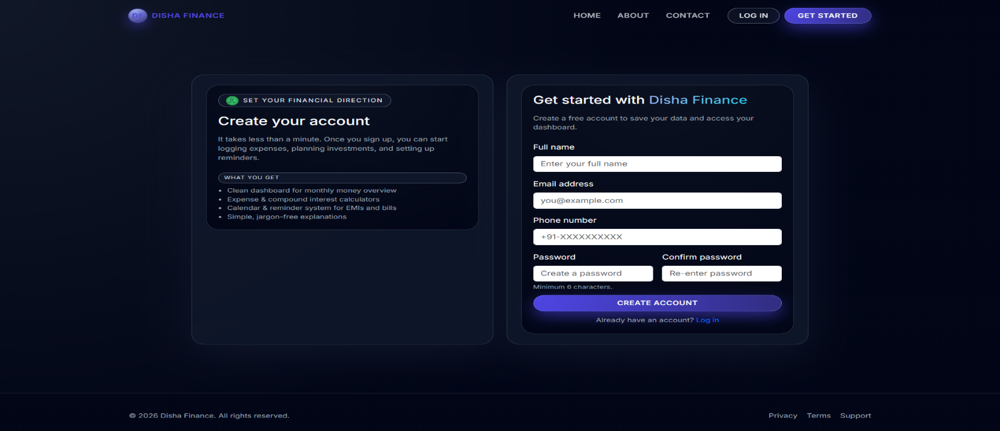 DF DISHA FINANCE
HOME ABOUT CONTACT LOG IN GET STARTED
SET YOUR FINANCIAL DIRECTION
Create your account
It takes less than a minute. Once you sign up, you can start
logging expenses, planning investments, and setting up
reminders.
WHAT YOU GET
• Clean dashboard for monthly money overview
• Expense & compound interest calculators
• Calendar & reminder system for EMIs and bills
• Simple, jargon-free explanations
Get started with Disha Finance
Create a free account to save your data and access your
dashboard.
Full name
Enter your full name
Email address
you@example.com
Phone number
+91-XXXXXXXXXX
Password Confirm password
Create a password Re-enter password
Minimum 6 characters.
CREATE ACCOUNT
Already have an account? Log in
© 2026 Disha Finance. All rights reserved.
Privacy Terms Support